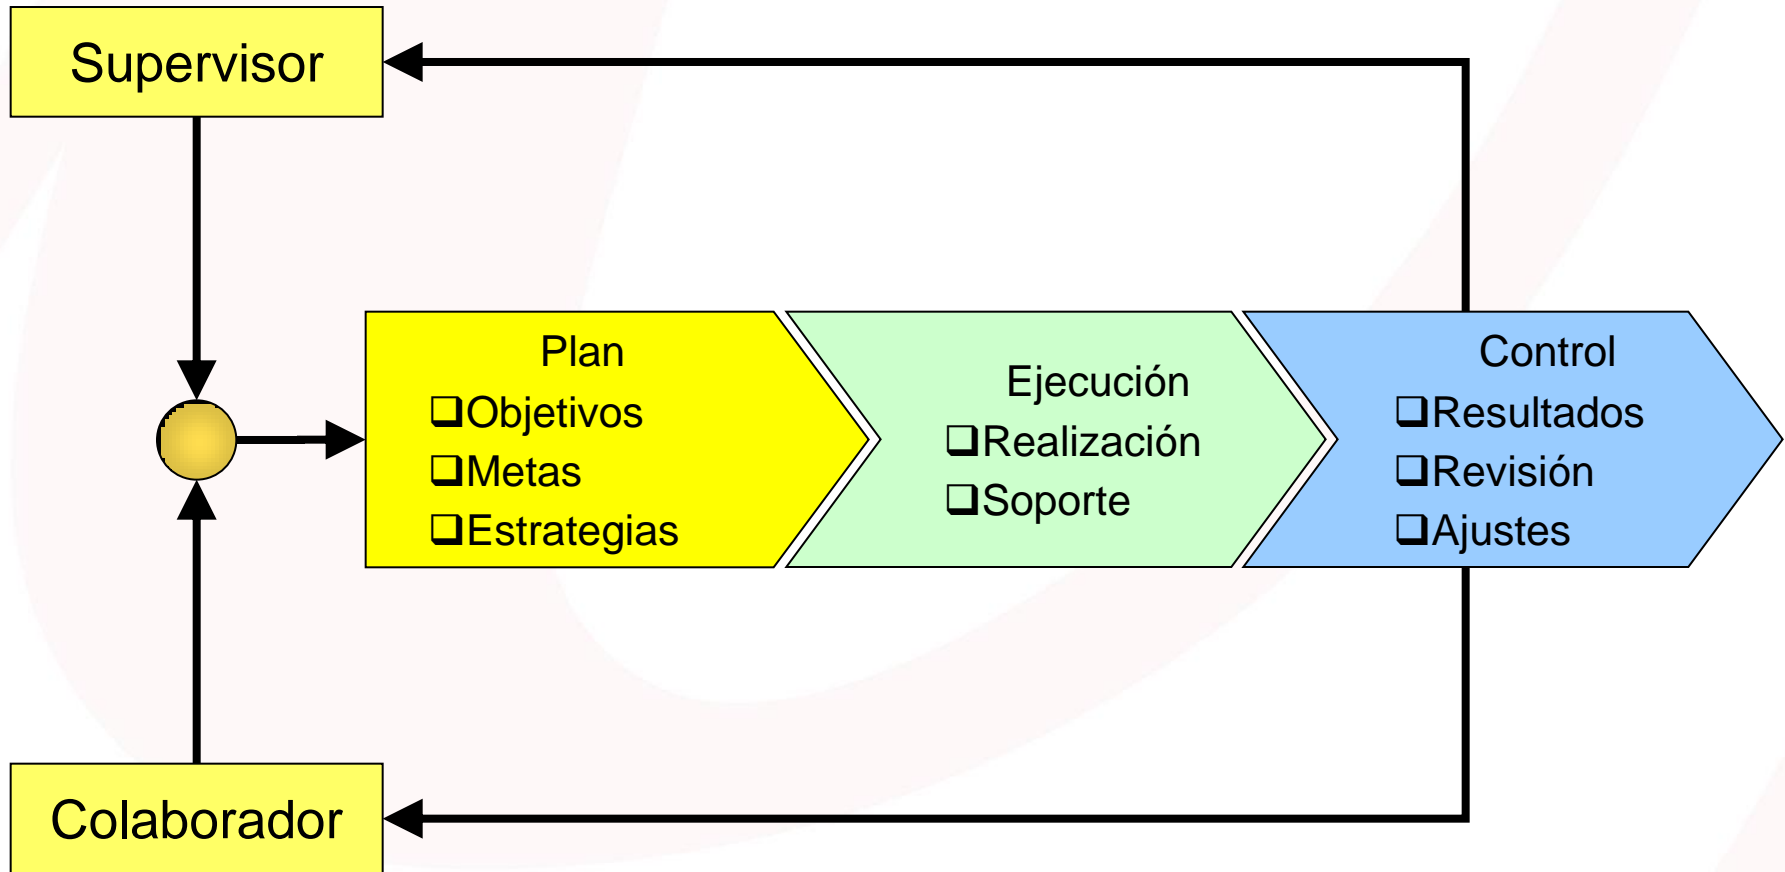 Supervisor
Plan
❑Objetivos
❑Metas
❑Estrategias
Ejecución
❑Realización
❑Soporte
Control
❑Resultados
❑Revisión
❑Ajustes
Colaborador